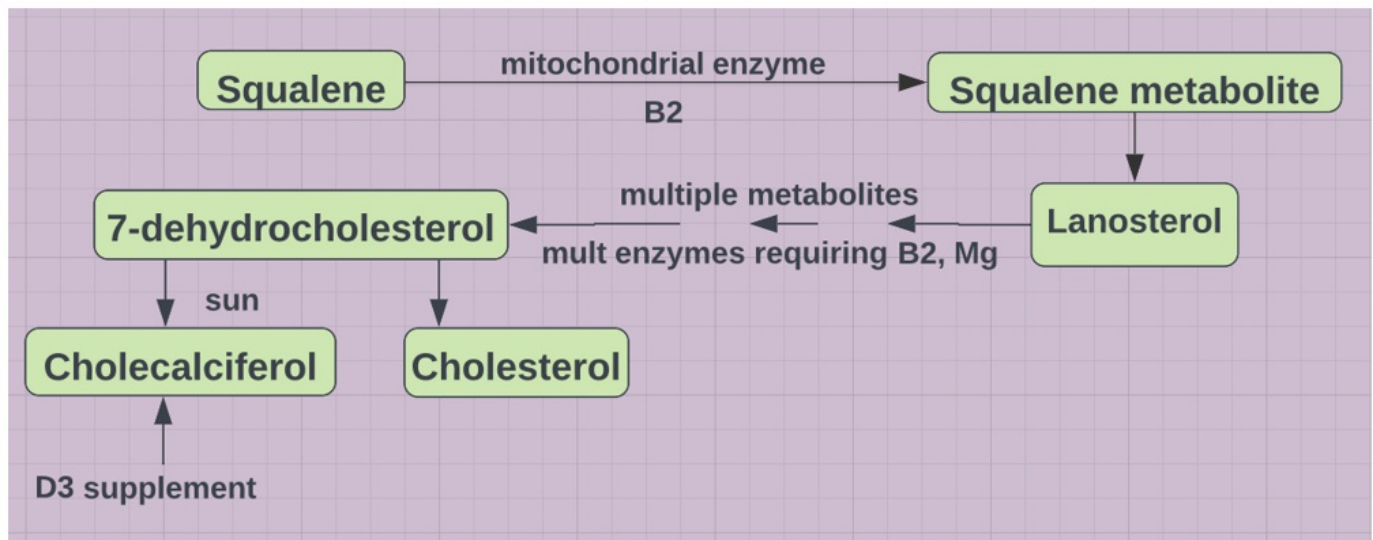 mitochondrial enzyme
Squalene
Squalene metabolite
B2
multiple metabolites
7-dehydrocholesterol
Lanosterol
mult enzymes requiring B2, Mg
sun
Cholecalciferol
Cholesterol
D3 supplement